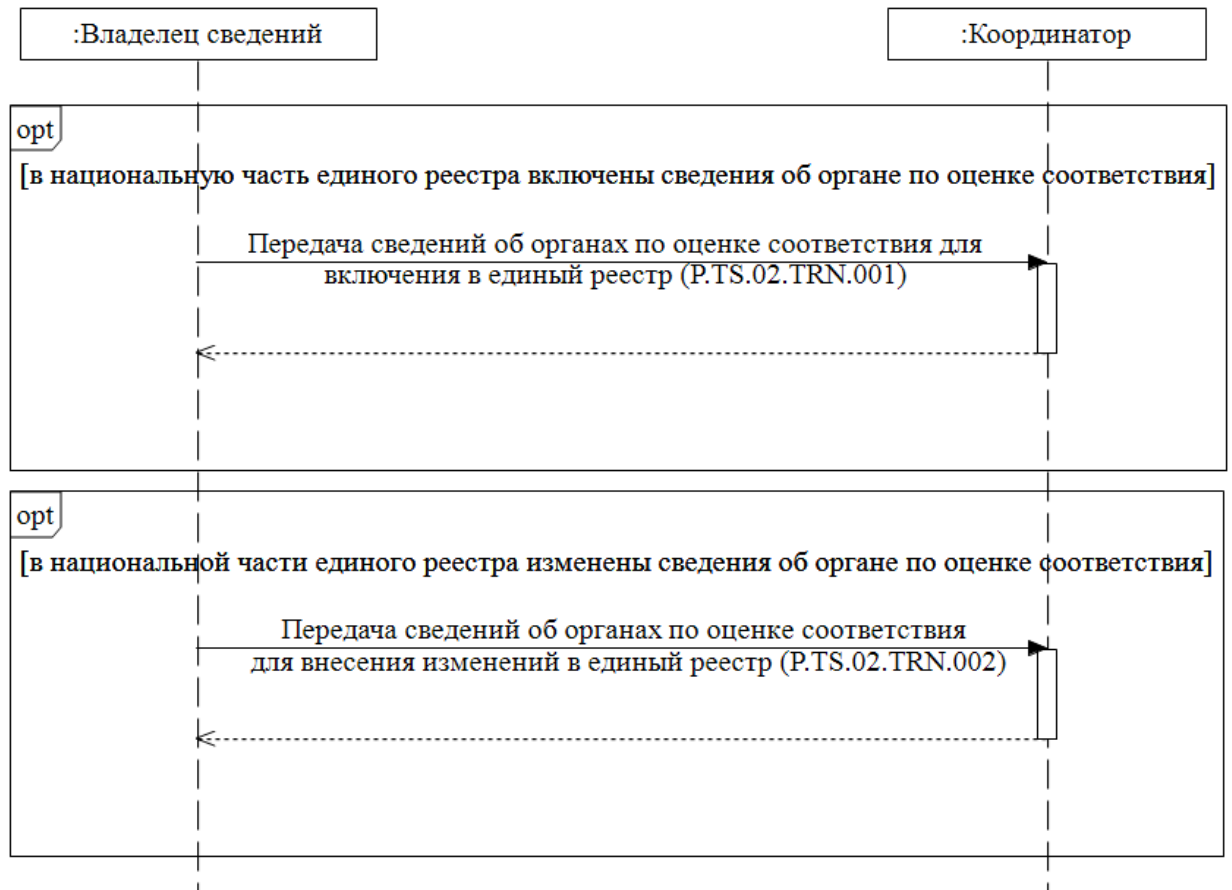 :Владелец сведений
:Координатор
opt
[в национальную часть единого реестра включены сведения об органе по оценке соответствия]
Передача сведений об органах по оценке соответствия для
включения в единый реестр (P.TS.02.TRN.001)
opt
[в национальной части единого реестра изменены сведения об органе по оценке соответствия]
Передача сведений об органах по оценке соответствия
для внесения изменений в единый реестр (P.TS.02.TRN.002)